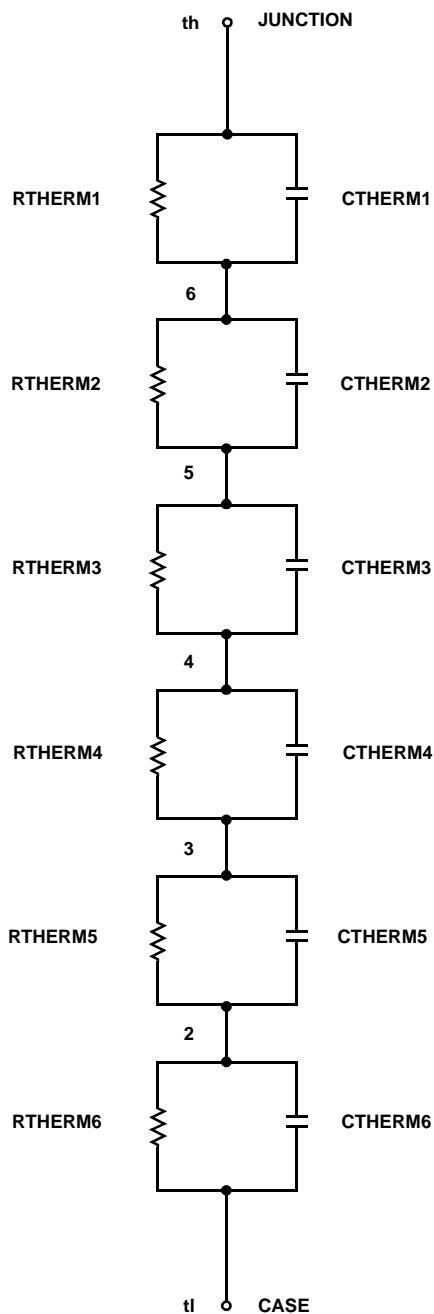 th JUNCTION
RTHERM1 CTHERM1
6
RTHERM2 CTHERM2
5
RTHERM3 CTHERM3
4
RTHERM4 CTHERM4
3
RTHERM5 CTHERM5
2
RTHERM6 CTHERM6
tl CASE